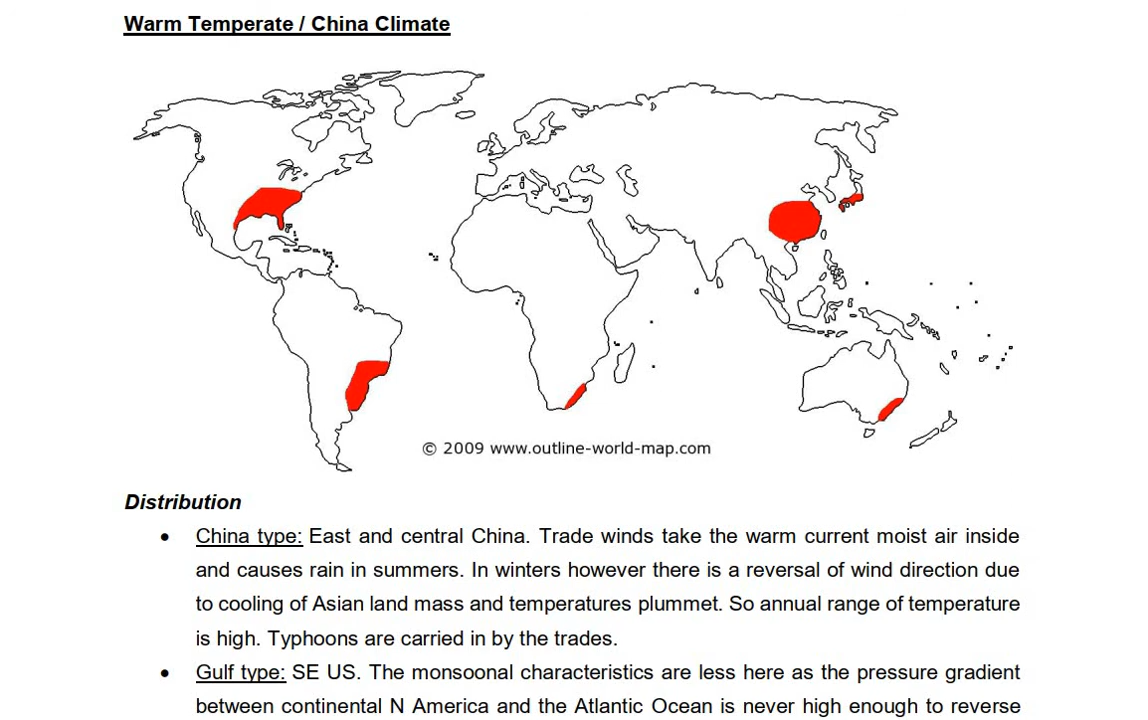 Warm Temperate / China Climate
© 2009 www.outline-world-map.com
Distribution
• China type: East and central China. Trade winds take the warm current moist air inside
and causes rain in summers. In winters however there is a reversal of wind direction due
to cooling of Asian land mass and temperatures plummet. So annual range of temperature
is high. Typhoons are carried in by the trades.
• Gulf type: SE US. The monsoonal characteristics are less here as the pressure gradient
between continental N America and the Atlantic Ocean is never high enough to reverse